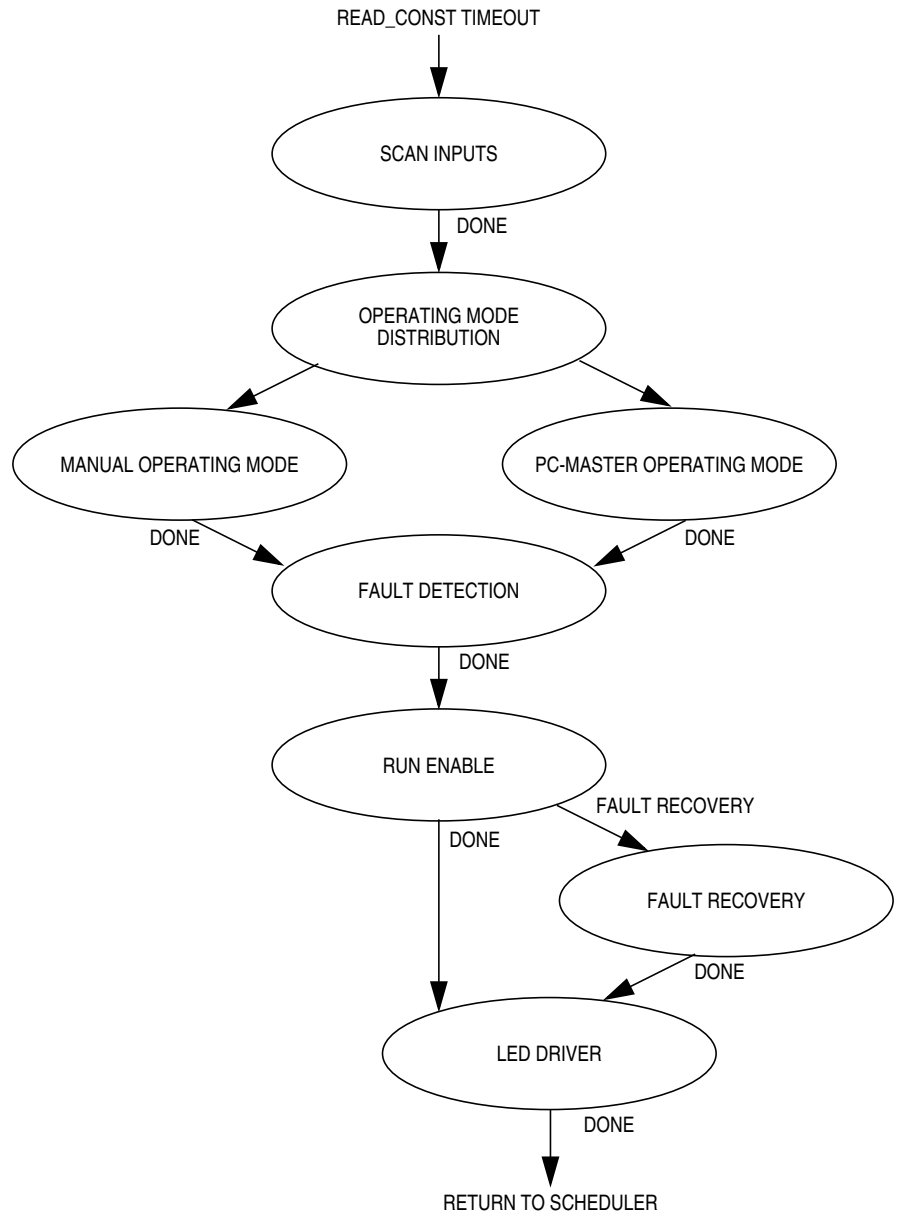 READ_CONST TIMEOUT
SCAN INPUTS
DONE
OPERATING MODE
DISTRIBUTION
MANUAL OPERATING MODE
PC-MASTER OPERATING MODE
DONE
DONE
FAULT DETECTION
DONE
RUN ENABLE
FAULT RECOVERY
DONE
FAULT RECOVERY
DONE
LED DRIVER
DONE
RETURN TO SCHEDULER